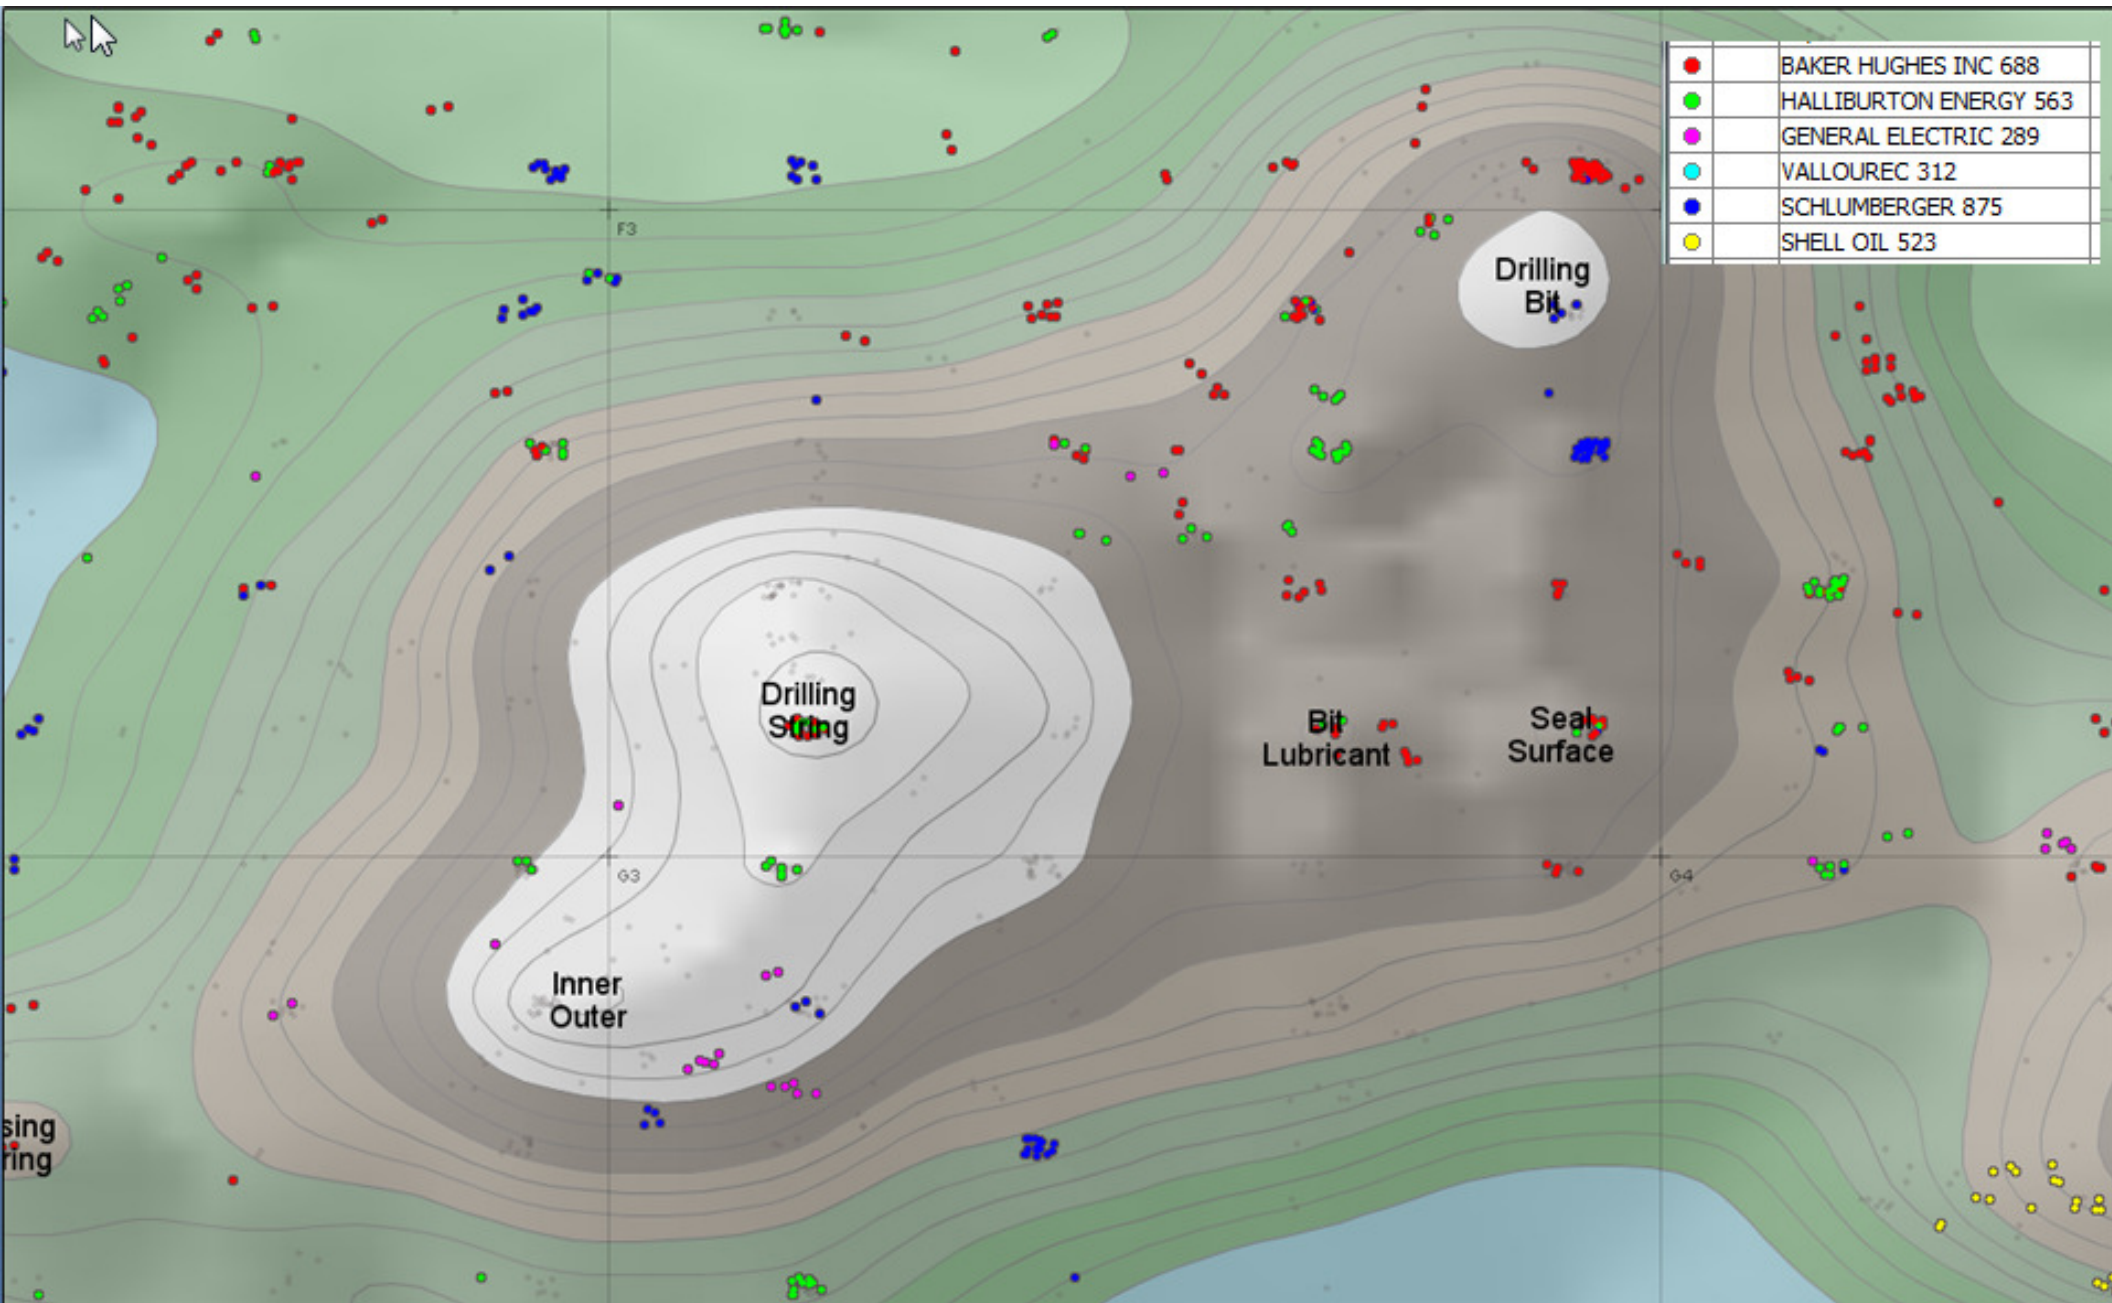 BAKER HUGHES INC 688
HALLIBURTON ENERGY 563
GENERAL ELECTRIC 289
VALLOUREC 312
SCHLUMBERGER 875
SHELL OIL 523
F3
Drilling
Bit
Drilling
String
Bit
Lubricant
Seal
Surface
G3
G4
Inner
Outer
sing
ring